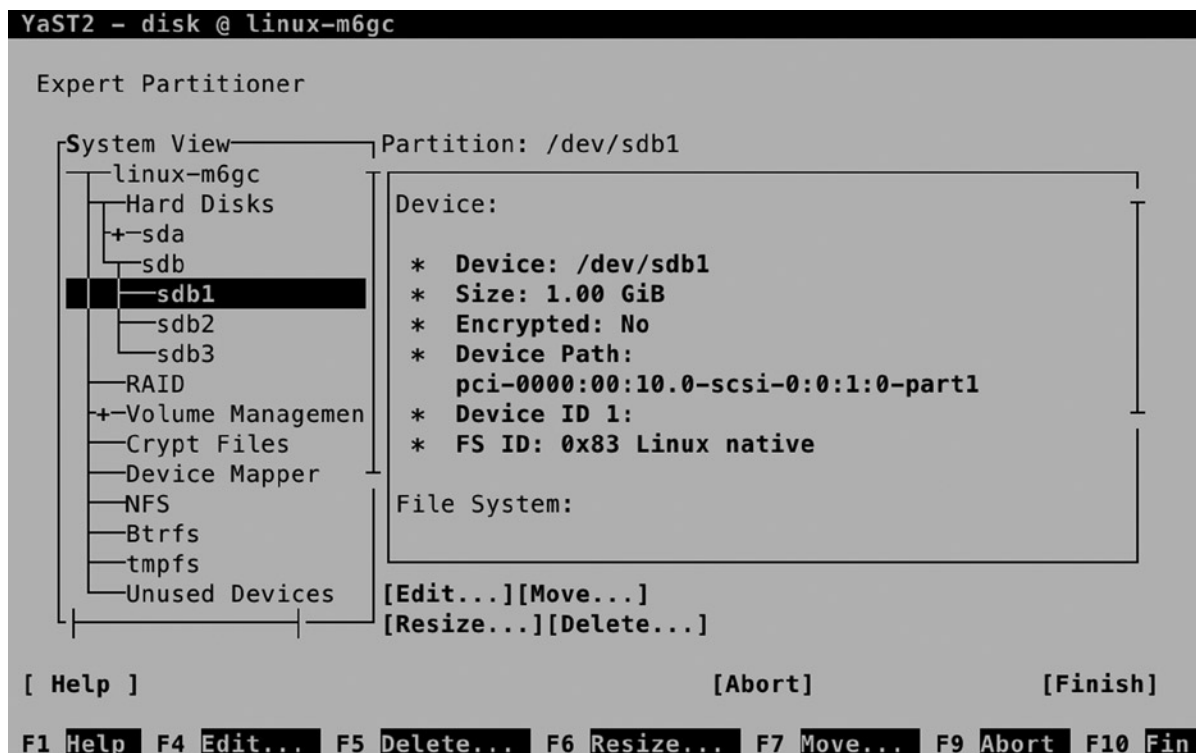 YaST2 – disk @ linux–m6gc
Expert Partitioner
System View
linux–m6gc
Hard Disks
+ sda
sdb
sdb1
sdb2
sdb3
RAID
+ Volume Managemen
Crypt Files
Device Mapper
NFS
Btrfs
tmpfs
Unused Devices
Partition: /dev/sdb1
Device:
* Device: /dev/sdb1
* Size: 1.00 GiB
* Encrypted: No
* Device Path:
pci–0000:00:10.0–scsi–0:0:1:0–part1
* Device ID 1:
* FS ID: 0x83 Linux native
File System:
[Edit...][Move...]
[Resize...][Delete...]
[ Help ] [Abort] [Finish]
F1 Help F4 Edit... F5 Delete... F6 Resize... F7 Move... F9 Abort F10 Fin